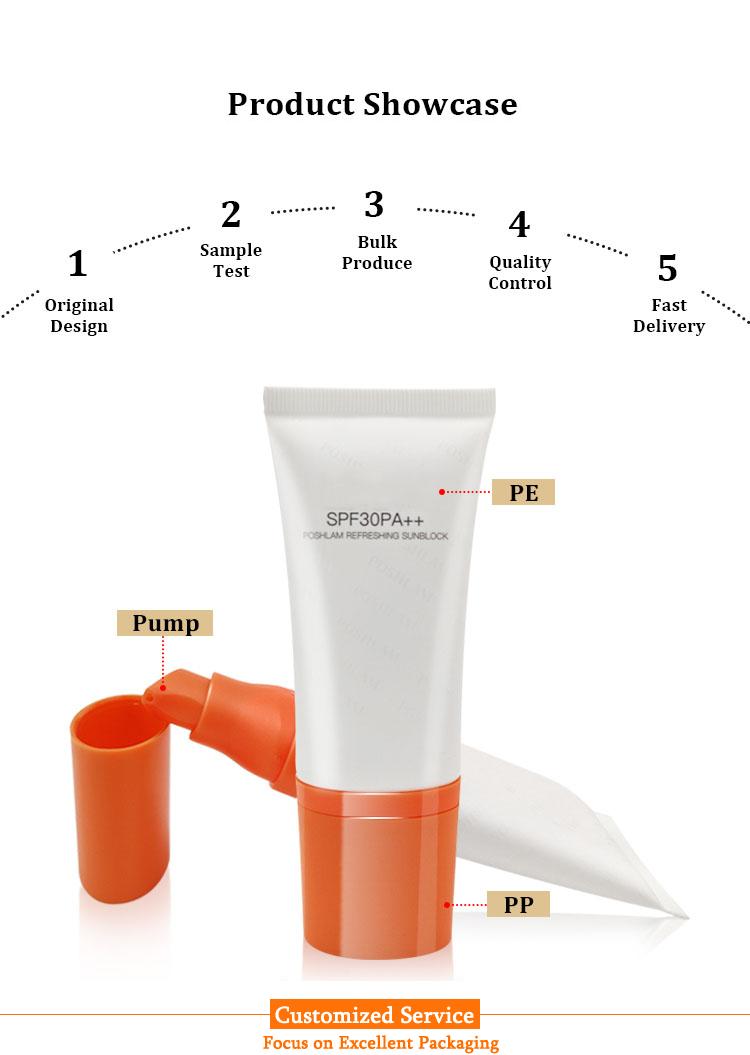 Product Showcase
1
Original
Design
2
Sample
Test
3
Bulk
Produce
4
Quality
Control
5
Fast
Delivery
PE
SPF30PA++
POSHLAM REFRESHING SUNBLOCK
Pump
PP
Customized Service
Focus on Excellent Packaging